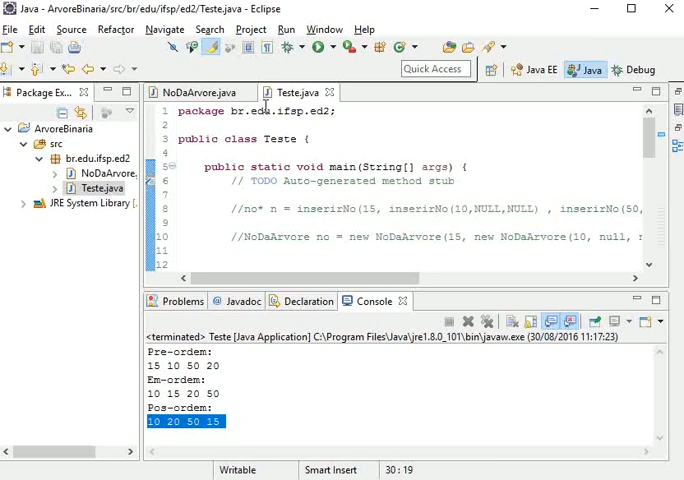 Java - ArvoreBinaria/src/br/edu/ifsp/ed2/Teste.java - Eclipse
File Edit Source Refactor Navigate Search Project Run Window Help
Quick Access Java EE Java Debug
Package Ex...
ArvoreBinaria
src
br.edu.ifsp.ed2
NoDaArvore.
Teste.java
JRE System Library [
NoDaArvore.java Teste.java
1 package br.edu.ifsp.ed2;
2
3 public class Teste {
4
5 public static void main(String[] args) {
6 // TODO Auto-generated method stub
7
8 //no* n = inserirNo(15, inserirNo(10,NULL,NULL) , inserirNo(50,
9
10 //NoDaArvore no = new NoDaArvore(15, new NoDaArvore(10, null, n
11
12
Problems Javadoc Declaration Console
<terminated> Teste [Java Application] C:\Program Files\Java\jre1.8.0_101\bin\javaw.exe (30/08/2016 11:17:23)
Pre-ordem:
15 10 50 20
Em-ordem:
10 15 20 50
Pos-ordem:
10 20 50 15
Writable Smart Insert 30 : 19